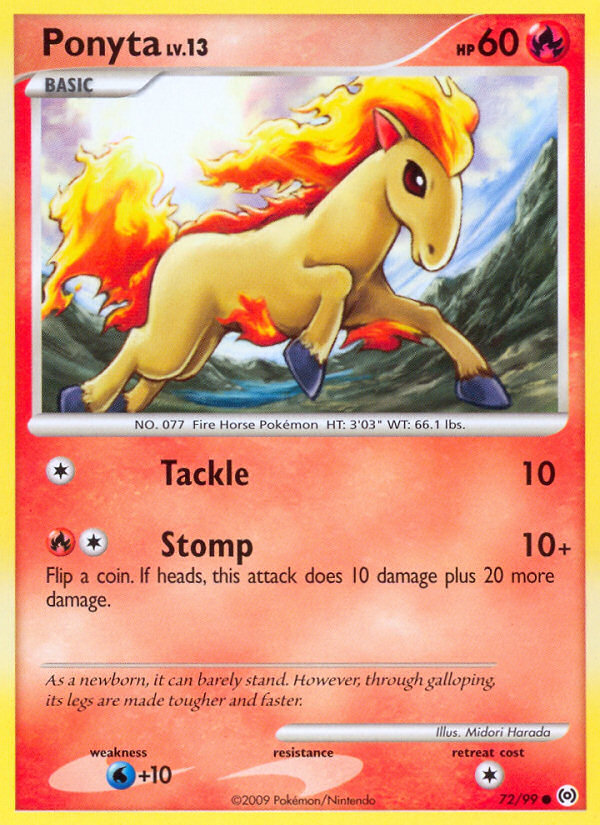 Ponyta LV.13 HP 60
BASIC
NO. 077 Fire Horse Pokémon HT: 3'03" WT: 66.1 lbs.
Tackle 10
Stomp 10+
Flip a coin. If heads, this attack does 10 damage plus 20 more
damage.
As a newborn, it can barely stand. However, through galloping,
its legs are made tougher and faster.
Illus. Midori Harada
weakness resistance retreat cost
+10
©2009 Pokémon/Nintendo 72/99